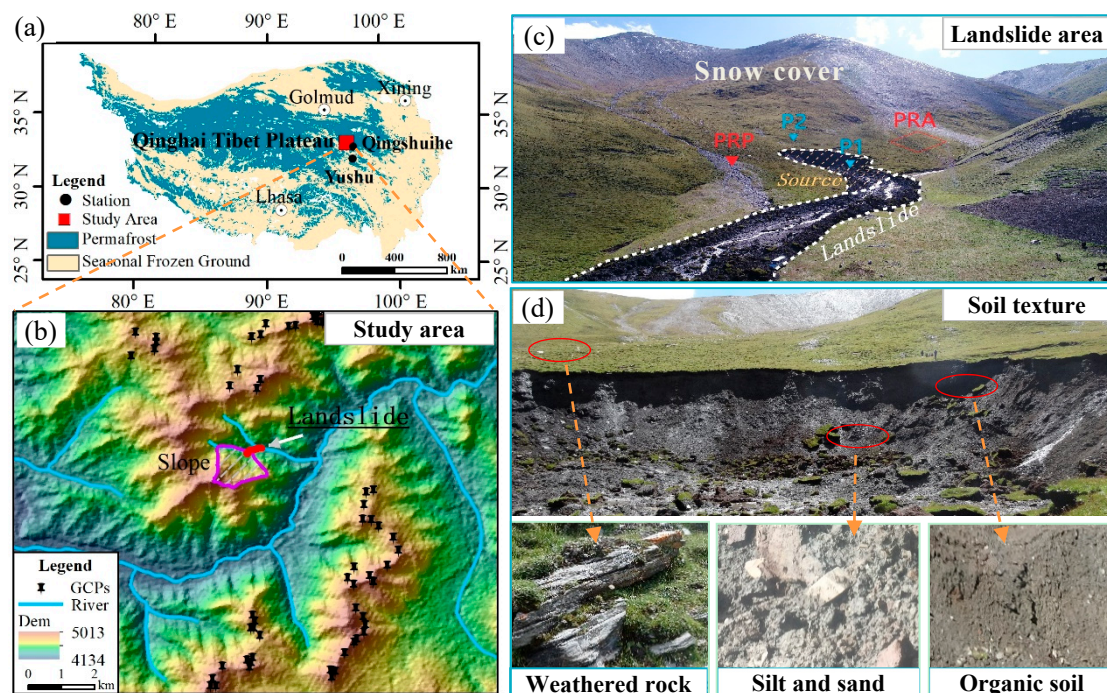 (a)
80° E
90° E
100° E
35° N
30° N
25° N
35° N
30° N
25° N
Golmud
Xining
Qinghai Tibet Plateau
Qingshuihe
Yushu
Lhasa
Legend
Station
Study Area
Permafrost
Seasonal Frozen Ground
0 400 800
km
80° E
90° E
100° E
(b)
Study area
Landslide
Slope
Legend
GCPs
River
Dem
5013
4134
0 1 2
km
(c)
Landslide area
Snow cover
P2
PRA
PRP
P1
Source
Landslide
(d)
Soil texture
Weathered rock
Silt and sand
Organic soil